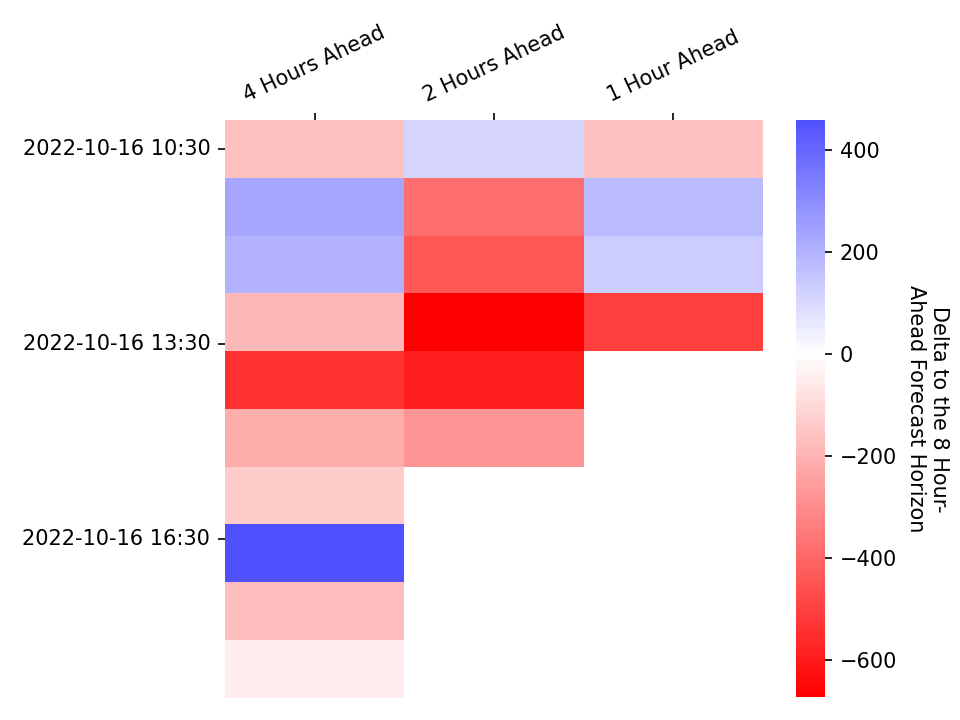 4 Hours Ahead
2 Hours Ahead
1 Hour Ahead
2022-10-16 10:30
2022-10-16 13:30
2022-10-16 16:30
400
200
0
−200
−400
−600
Delta to the 8 Hour-
Ahead Forecast Horizon